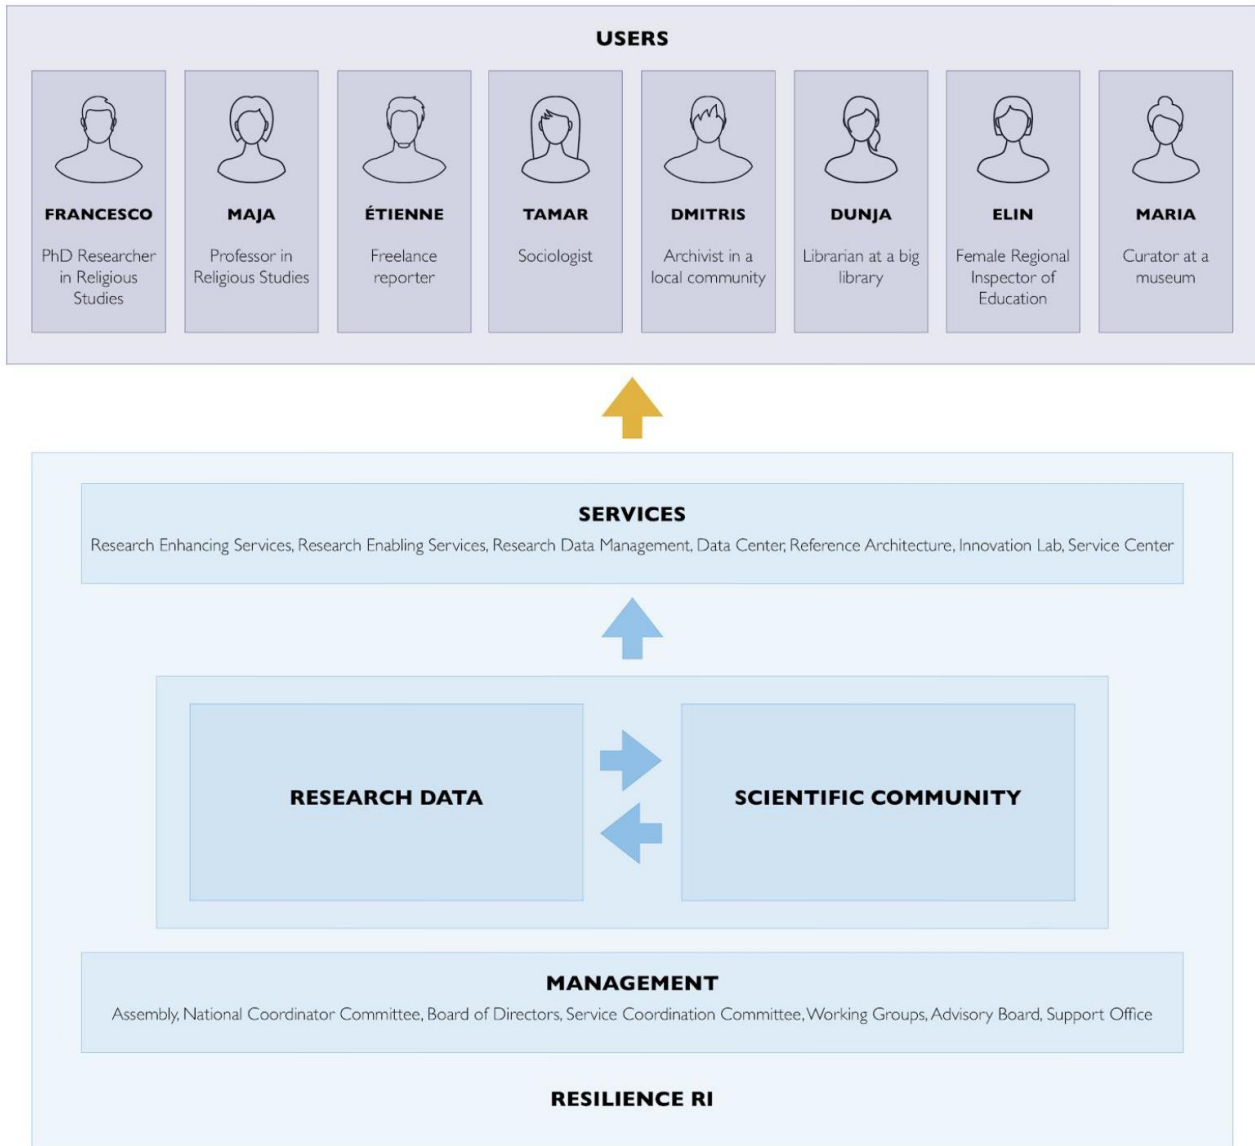 USERS
FRANCESCO
PhD Researcher
in Religious
Studies
MAJA
Professor in
Religious Studies
ÉTIENNE
Freelance
reporter
TAMAR
Sociologist
DMITRIS
Archivist in a
local community
DUNJA
Librarian at a big
library
ELIN
Female Regional
Inspector of
Education
MARIA
Curator at a
museum
SERVICES
Research Enhancing Services, Research Enabling Services, Research Data Management, Data Center, Reference Architecture, Innovation Lab, Service Center
RESEARCH DATA
SCIENTIFIC COMMUNITY
MANAGEMENT
Assembly, National Coordinator Committee, Board of Directors, Service Coordination Committee, Working Groups, Advisory Board, Support Office
RESILIENCE RI